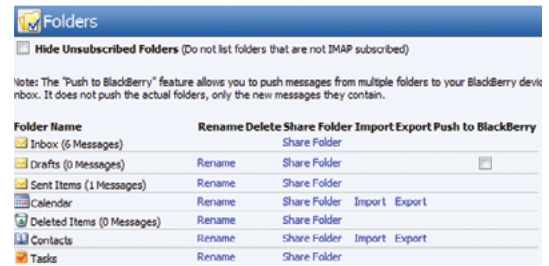 Folders
Hide Unsubscribed Folders (Do not list folders that are not IMAP subscribed)
Note: The "Push to BlackBerry" feature allows you to push messages from multiple folders to your BlackBerry devic
nbox. It does not push the actual folders, only the new messages they contain.
Folder Name Rename Delete Share Folder Import Export Push to BlackBerry
Inbox (6 Messages) Share Folder
Drafts (0 Messages) Rename Share Folder
Sent Items (1 Messages) Rename Share Folder
Calendar Rename Share Folder Import Export
Deleted Items (0 Messages) Rename Share Folder
Contacts Rename Share Folder Import Export
Tasks Rename Share Folder